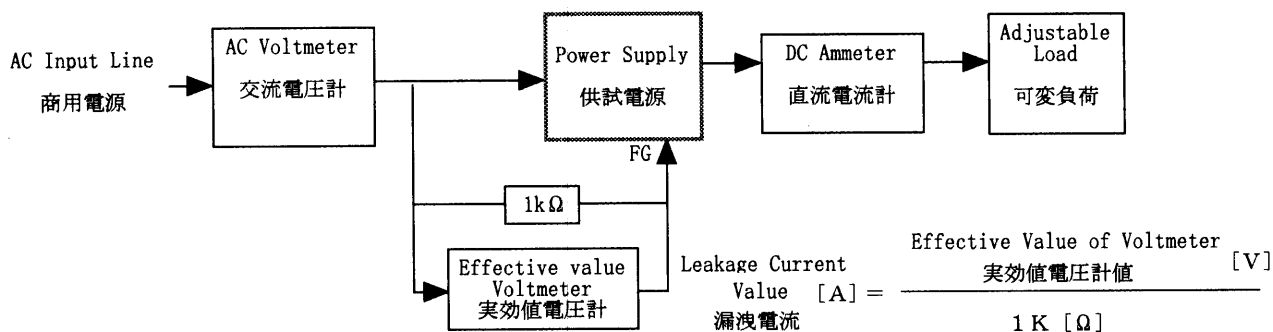 AC Input Line
商用電源
AC Voltmeter
交流電圧計
Power Supply
供試電源
DC Ammeter
直流電流計
Adjustable
Load
可変負荷
FG
1kΩ
Effective value
Voltmeter
実効値電圧計
Leakage Current
Value [A] =
漏洩電流
Effective Value of Voltmeter
実効値電圧計値 [V]
1K [Ω]